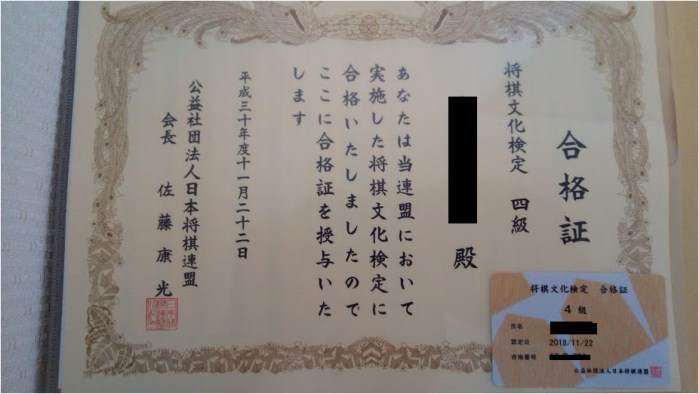 合格証
将棋文化検定 四級
殿
あなたは当連盟において
実施した将棋文化検定に
合格いたしましたので
ここに合格証を授与いた
します
平成三十年度十一月二十二日
公益社団法人日本将棋連盟
会長 佐藤康光
将棋文化検定 合格証
4 級
氏名
認定日 2018/11/22
合格番号
公益社団法人日本将棋連盟